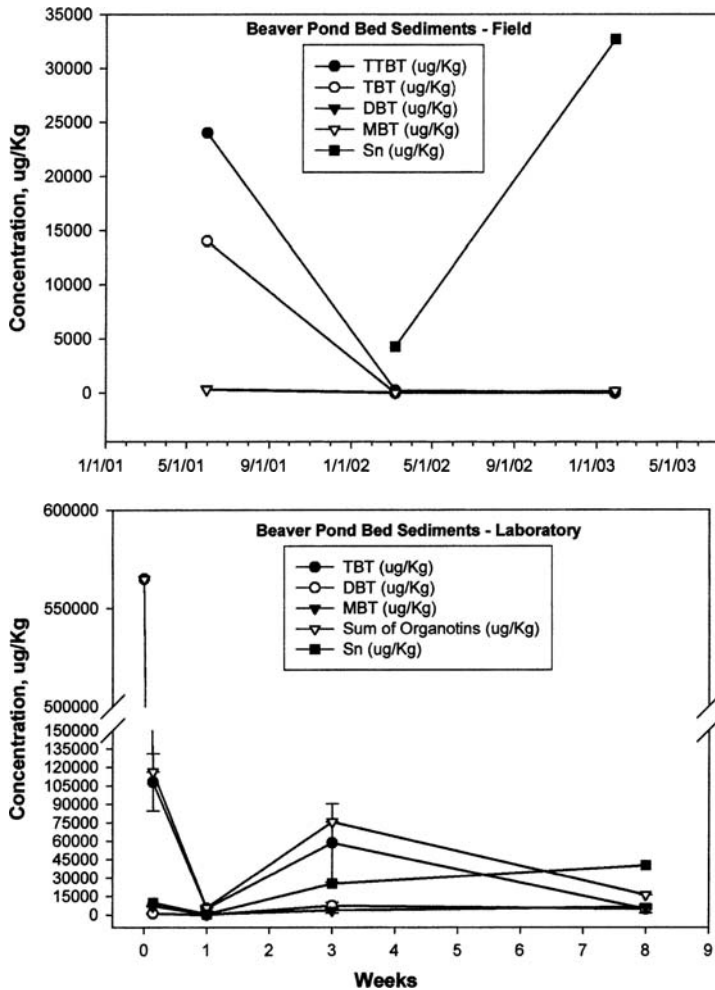 Beaver Pond Bed Sediments - Field
TTBT (ug/Kg)
TBT (ug/Kg)
DBT (ug/Kg)
MBT (ug/Kg)
Sn (ug/Kg)
Concentration, ug/Kg
35000
30000
25000
20000
15000
10000
5000
0
1/1/01 5/1/01 9/1/01 1/1/02 5/1/02 9/1/02 1/1/03 5/1/03
Beaver Pond Bed Sediments - Laboratory
TBT (ug/Kg)
DBT (ug/Kg)
MBT (ug/Kg)
Sum of Organotins (ug/Kg)
Sn (ug/Kg)
Concentration, ug/Kg
600000
550000
500000
150000
135000
120000
105000
90000
75000
60000
45000
30000
15000
0
0 1 2 3 4 5 6 7 8 9
Weeks